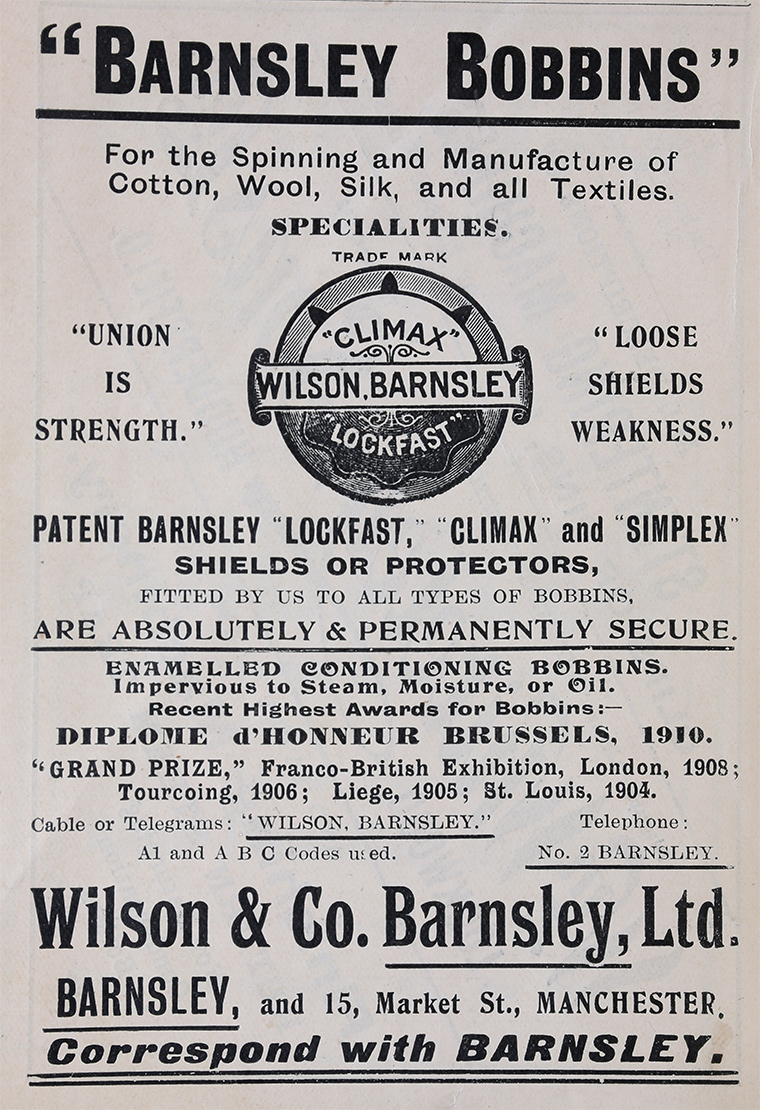 “BARNSLEY BOBBINS”
For the Spinning and Manufacture of
Cotton, Wool, Silk, and all Textiles.
SPECIALITIES.
TRADE MARK
“UNION
IS
STRENGTH.”
“CLIMAX”
WILSON, BARNSLEY
“LOCKFAST”
“LOOSE
SHIELDS
WEAKNESS.”
PATENT BARNSLEY “LOCKFAST,” “CLIMAX” and “SIMPLEX”
SHIELDS OR PROTECTORS,
FITTED BY US TO ALL TYPES OF BOBBINS,
ARE ABSOLUTELY & PERMANENTLY SECURE.
ENAMELLED CONDITIONING BOBBINS.
Impervious to Steam, Moisture, or Oil.
Recent Highest Awards for Bobbins:—
DIPLOME d'HONNEUR BRUSSELS, 1910.
“GRAND PRIZE,” Franco-British Exhibition, London, 1908;
Tourcoing, 1906; Liege, 1905; St. Louis, 1904.
Cable or Telegrams: “WILSON, BARNSLEY.”
A1 and A B C Codes used.
Telephone:
No. 2 BARNSLEY.
Wilson & Co. Barnsley, Ltd.
BARNSLEY, and 15, Market St., MANCHESTER.
Correspond with BARNSLEY.